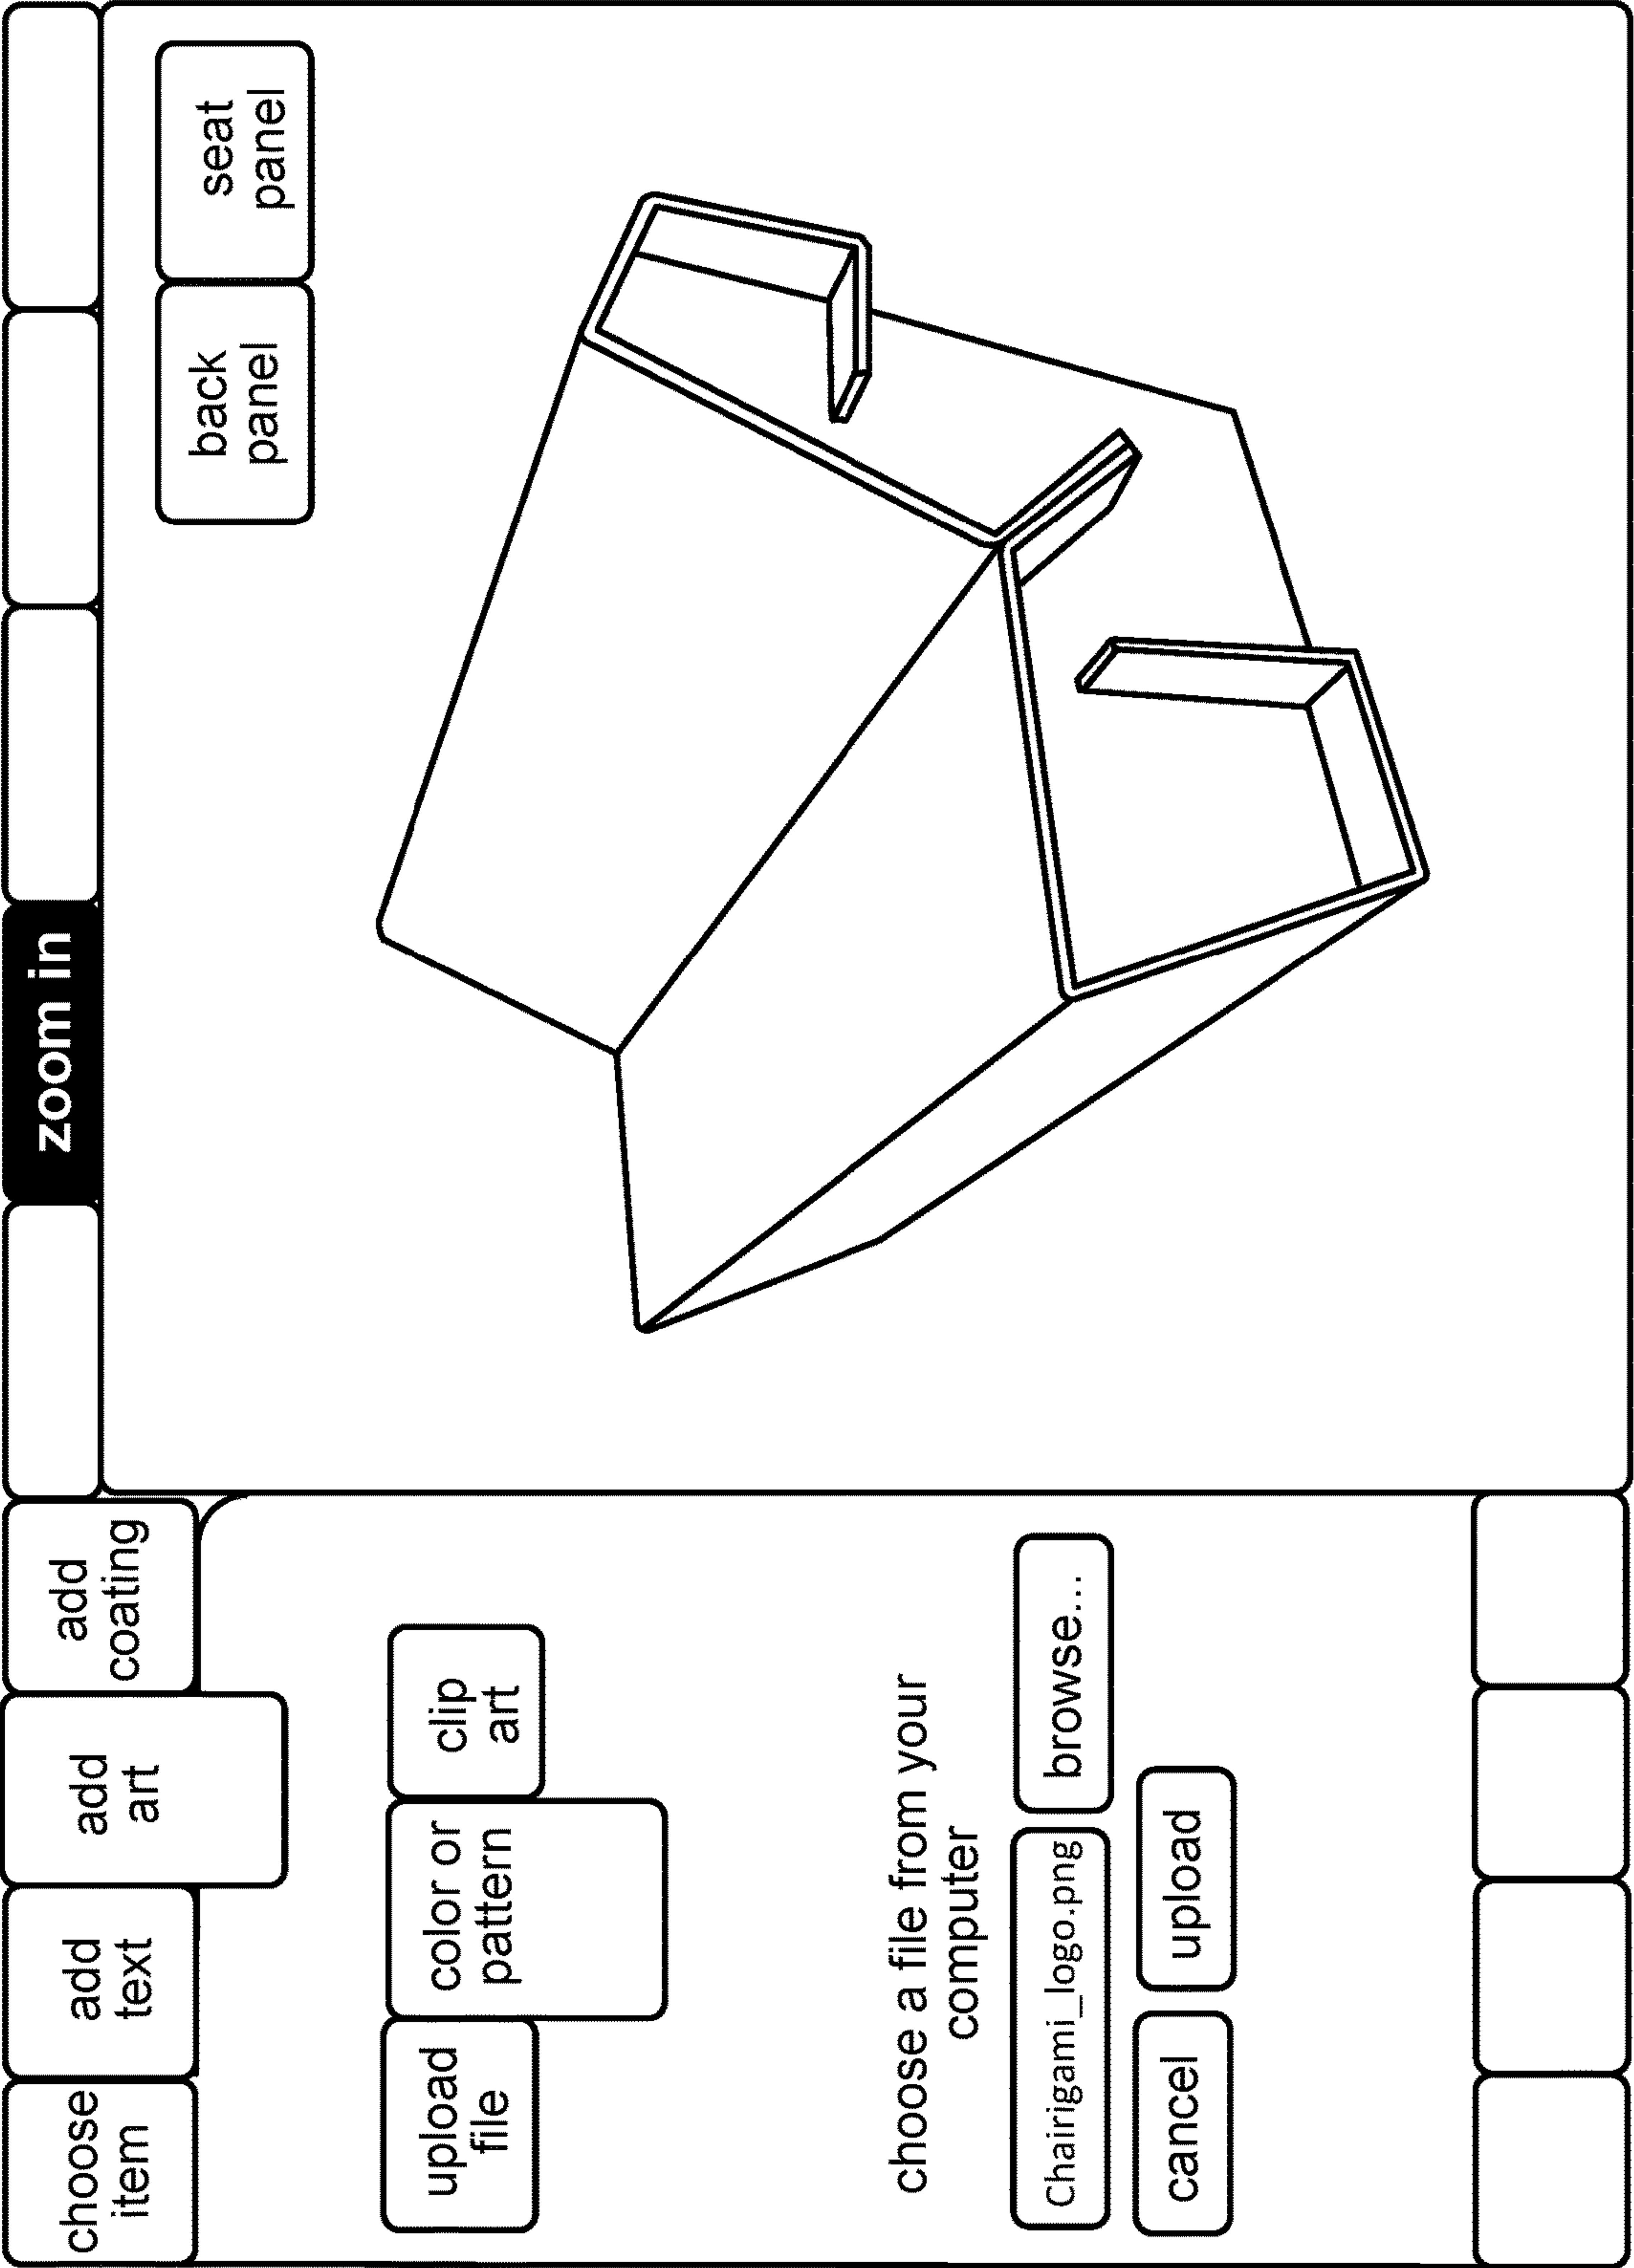 choose
item
add
text
add
art
add
coating
zoom in
upload
file
color or
pattern
clip
art
choose a file from your
computer
Chairigami_logo.png
browse...
cancel
upload
back
panel
seat
panel